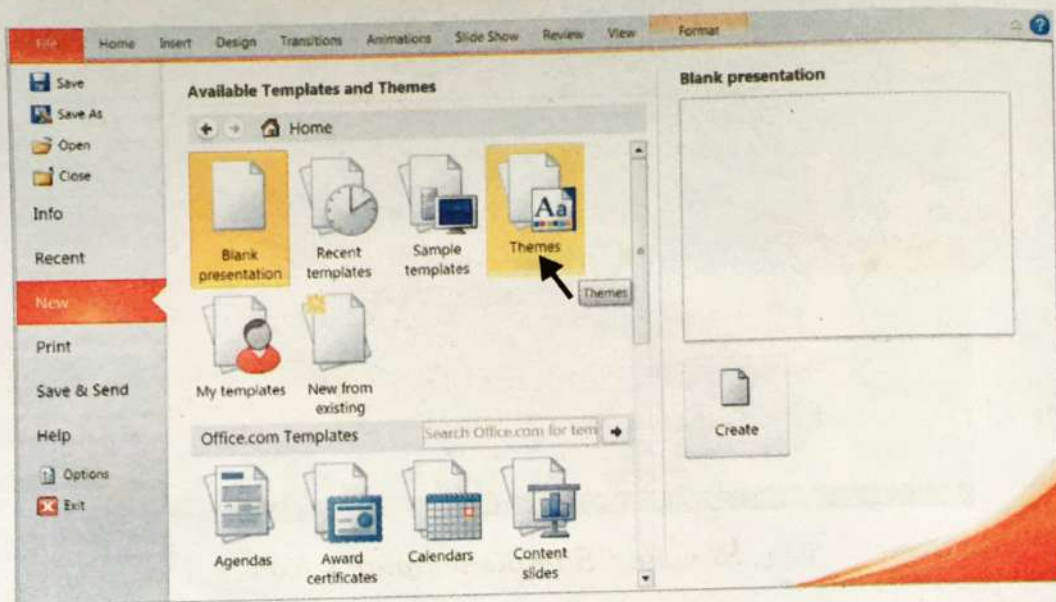 File Home Insert Design Transitions Animations Slide Show Review View Format
Save
Save As
Open
Close
Info
Recent
New
Print
Save & Send
Help
Options
Exit
Available Templates and Themes
Home
Blank
presentation
Recent
templates
Sample
templates
Themes
Themes
My templates
New from
existing
Office.com Templates
Search Office.com for tem
Agendas
Award
certificates
Calendars
Content
slides
Blank presentation
Aa
Create